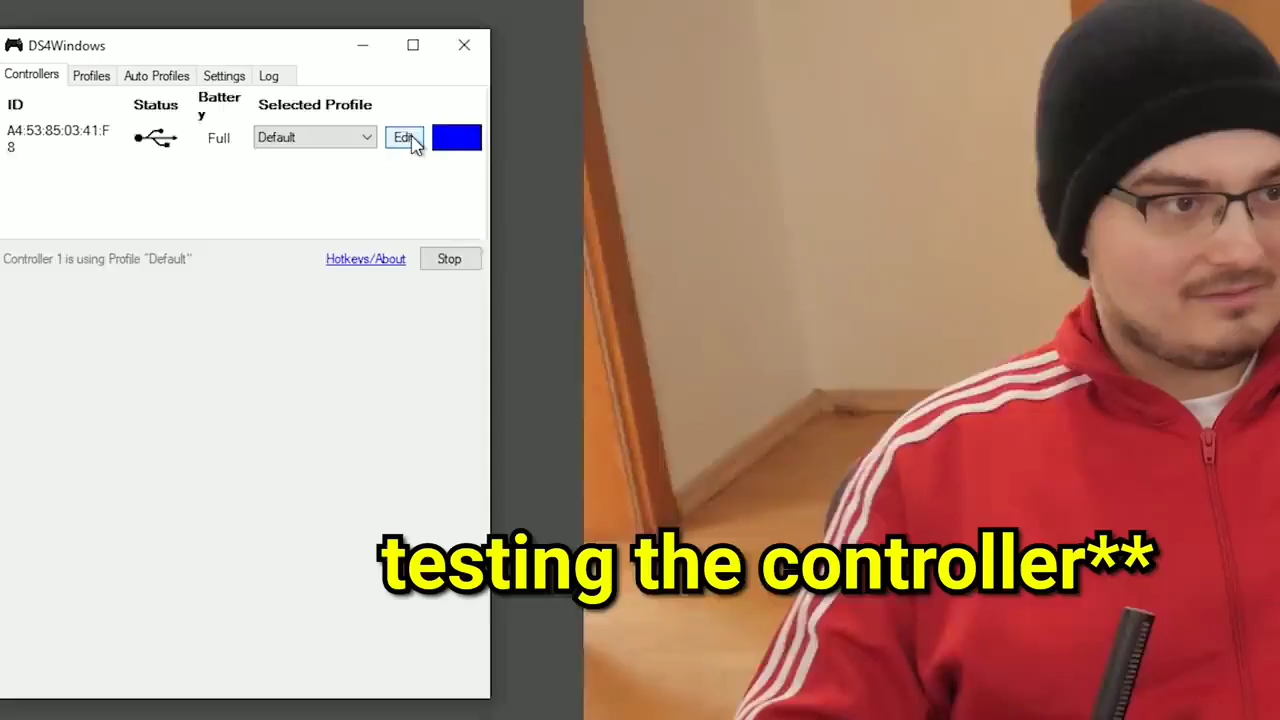 DS4Windows
Controllers Profiles Auto Profiles Settings Log
ID Status Batter
y Selected Profile
A4:53:85:03:41:F
8 Full Default Edit
Controller 1 is using Profile "Default" Hotkeys/About Stop
testing the controller**